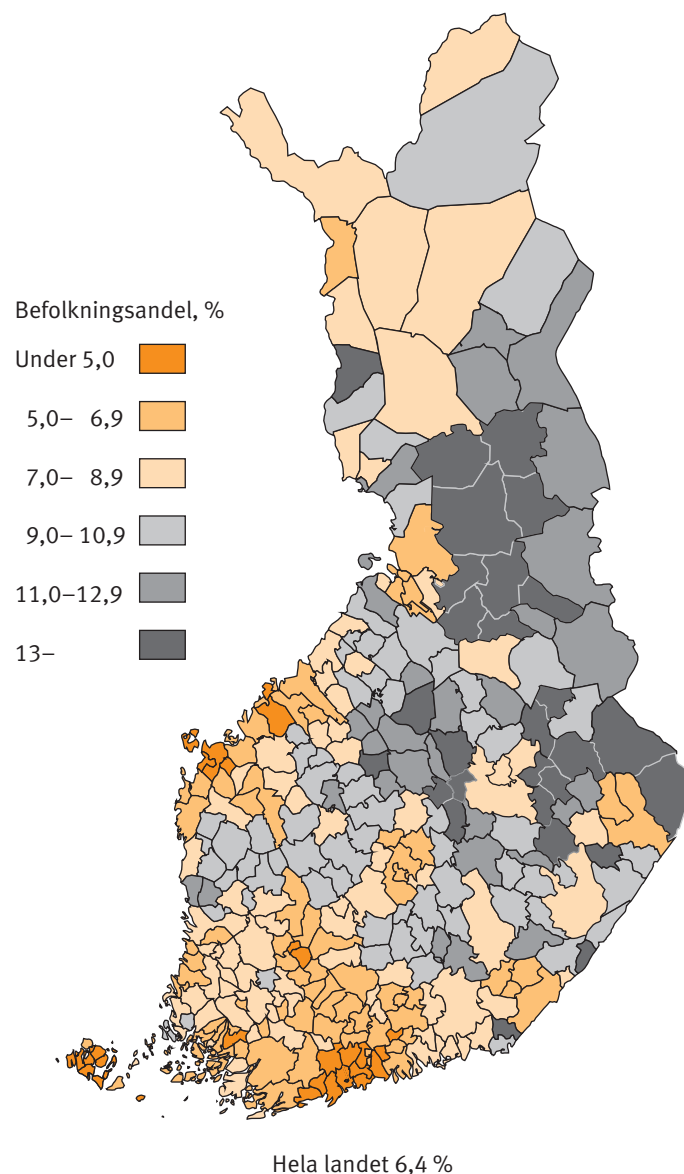 Befolkningsandel, %
Under 5,0
5,0– 6,9
7,0– 8,9
9,0– 10,9
11,0–12,9
13–
Hela landet 6,4 %